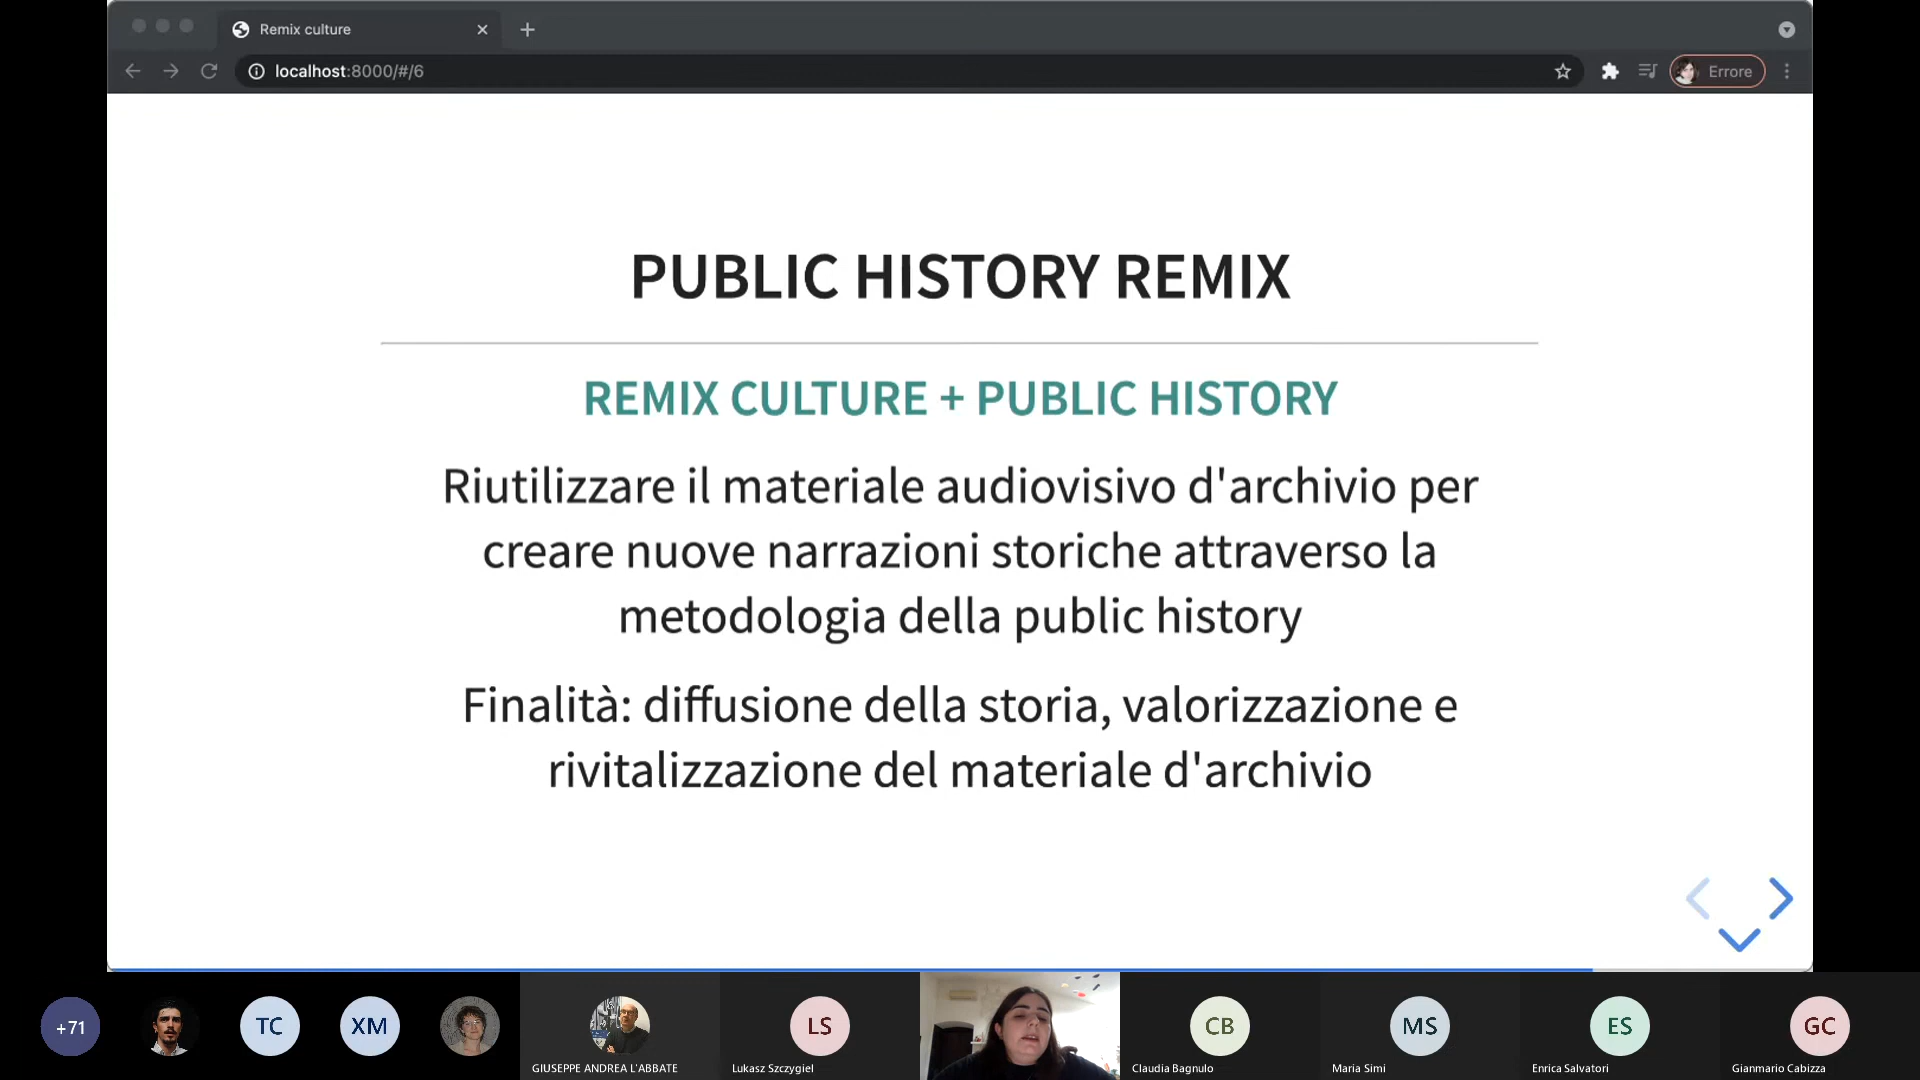 Remix culture
localhost:8000/#/6
Errore
PUBLIC HISTORY REMIX
REMIX CULTURE + PUBLIC HISTORY
Riutilizzare il materiale audiovisivo d'archivio per
creare nuove narrazioni storiche attraverso la
metodologia della public history
Finalità: diffusione della storia, valorizzazione e
rivitalizzazione del materiale d'archivio
+71
TC
XM
GIUSEPPE ANDREA L'ABBATE
LS
Lukasz Szczygiel
CB
Claudia Bagnulo
MS
Maria Simi
ES
Enrica Salvatori
GC
Gianmario Cabizza